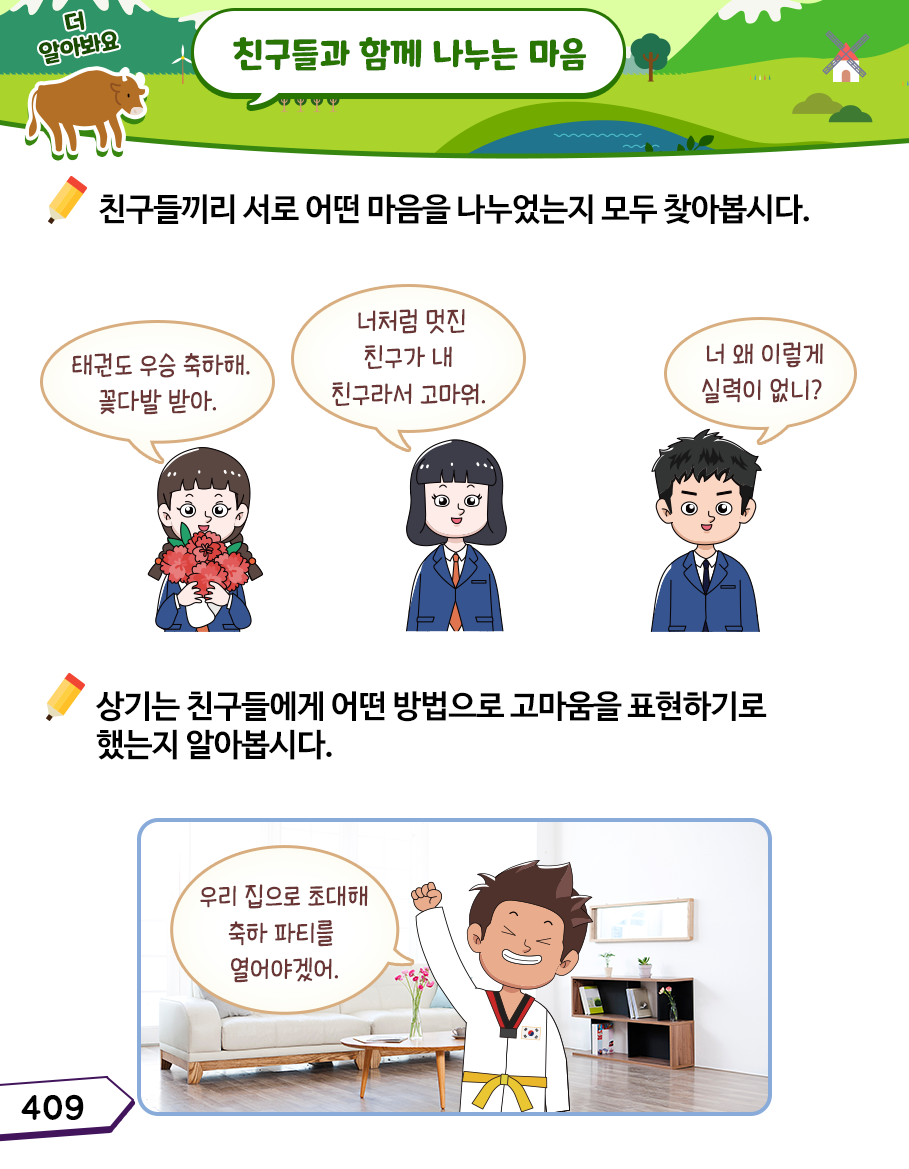 더
알아봐요
친구들과 함께 나누는 마음
친구들끼리 서로 어떤 마음을 나누었는지 모두 찾아봅시다.
태권도 우승 축하해.
꽃다발 받아.
너처럼 멋진
친구가 내
친구라서 고마워.
너 왜 이렇게
실력이 없니?
상기는 친구들에게 어떤 방법으로 고마움을 표현하기로
했는지 알아봅시다.
우리 집으로 초대해
축하 파티를
열어야겠어.
409